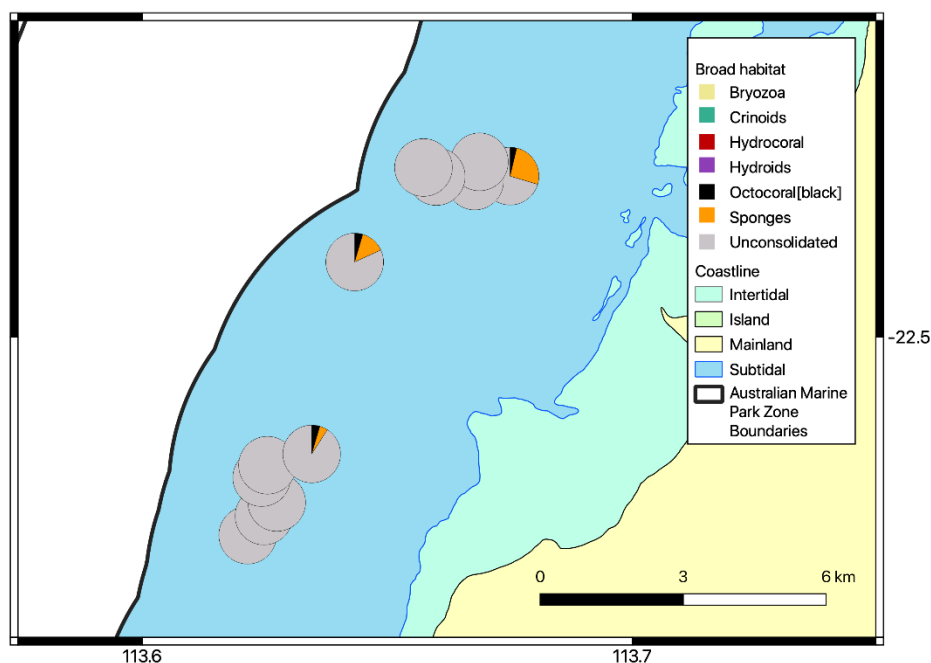 Broad habitat
Bryozoa
Crinoids
Hydrocoral
Hydroids
Octocoral[black]
Sponges
Unconsolidated
Coastline
Intertidal
Island
Mainland
Subtidal
Australian Marine
Park Zone
Boundaries
-22.5
0 3 6 km
113.6 113.7